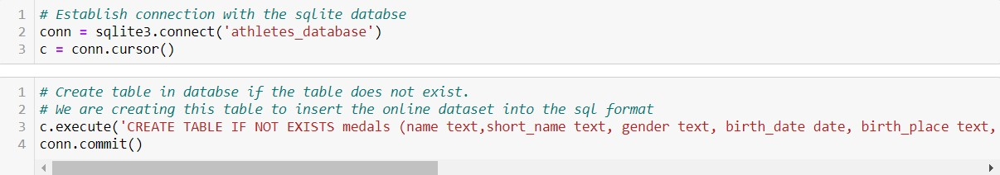 1 # Establish connection with the sqlite databse
2 conn = sqlite3.connect('athletes_database')
3 c = conn.cursor()
1 # Create table in databse if the table does not exist.
2 # We are creating this table to insert the online dataset into the sql format
3 c.execute('CREATE TABLE IF NOT EXISTS medals (name text,short_name text, gender text, birth_date date, birth_place text,
4 conn.commit()